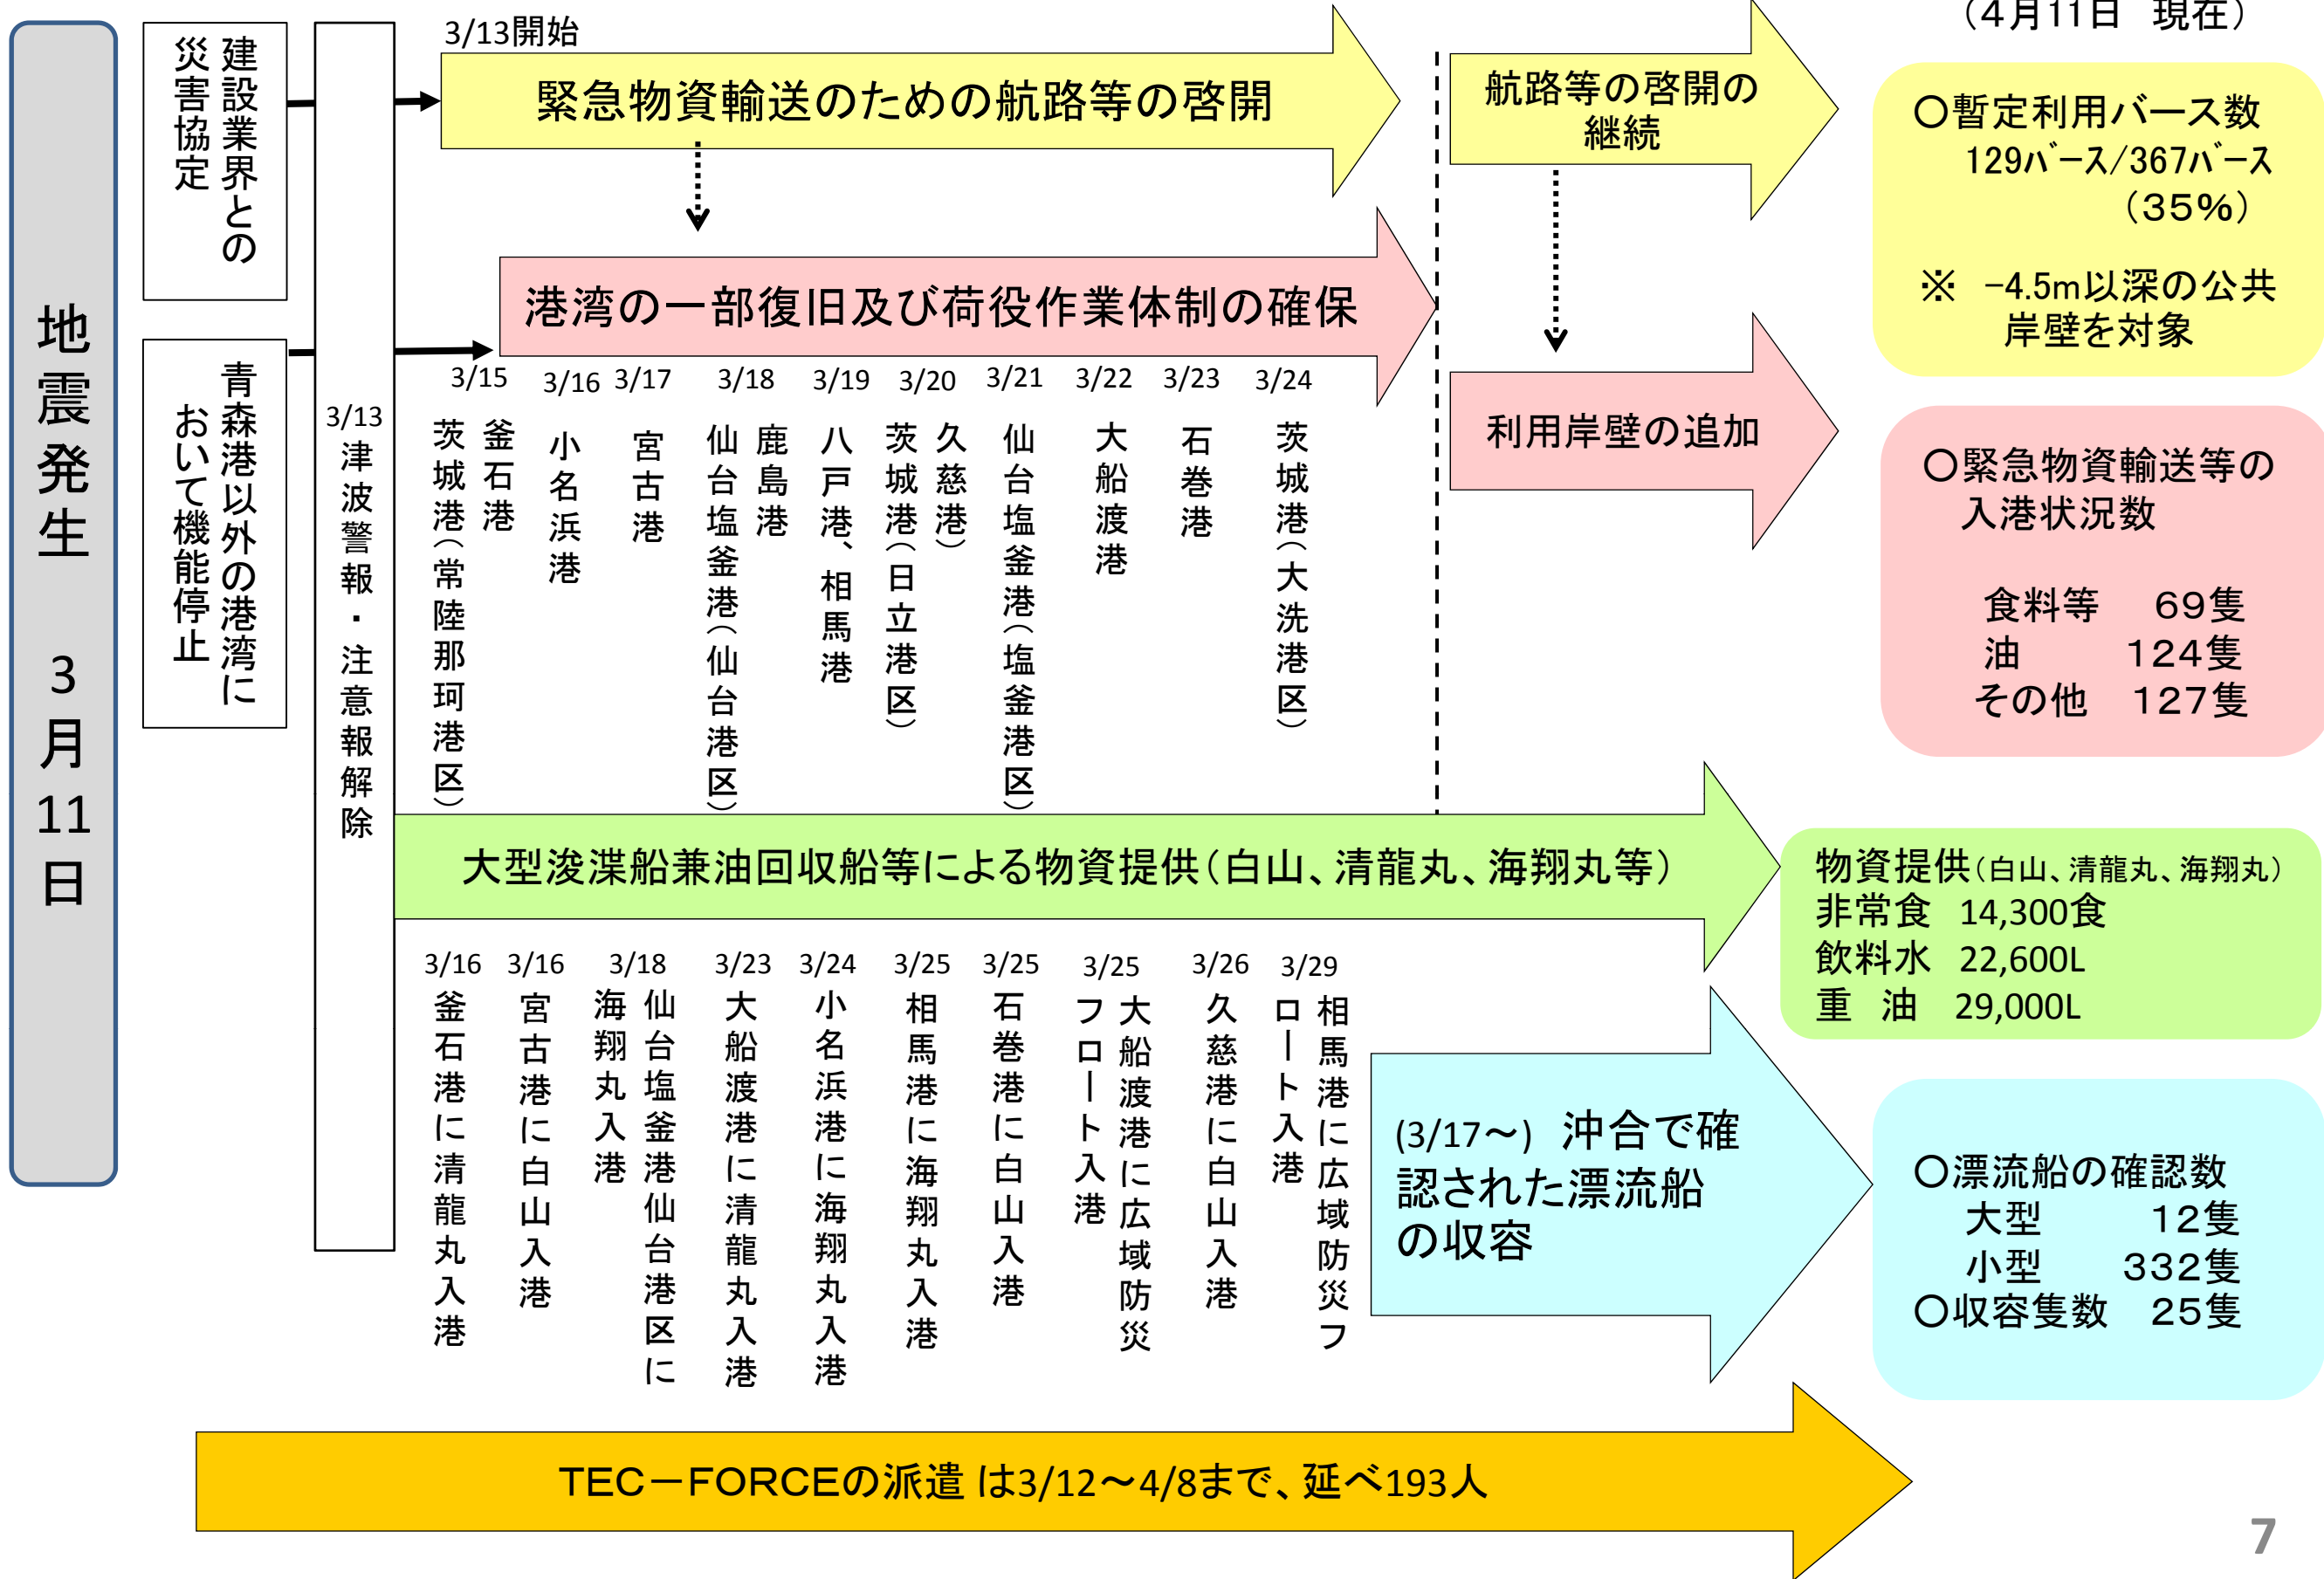 (4月11日 現在)
地震発生 3月11日
建設業界との
災害協定
青森港以外の港湾に
おいて機能停止
3/13
津波警報・注意報解除
3/13開始
緊急物資輸送のための航路等の啓開
航路等の啓開の
継続
港湾の一部復旧及び荷役作業体制の確保
利用岸壁の追加
3/15
釜石港
茨城港(常陸那珂港区)
3/16
小名浜港
3/17
宮古港
3/18
鹿島港
仙台塩釜港(仙台港区)
3/19
八戸港、相馬港
3/20
久慈港)
茨城港(日立港区)
3/21
仙台塩釜港(塩釜港区)
3/22
大船渡港
3/23
石巻港
3/24
茨城港(大洗港区)
○暫定利用バース数
129バース/367バース
(35%)
※ -4.5m以深の公共
岸壁を対象
○緊急物資輸送等の
入港状況数
食料等 69隻
油 124隻
その他 127隻
大型浚渫船兼油回収船等による物資提供(白山、清龍丸、海翔丸等)
物資提供(白山、清龍丸、海翔丸)
非常食 14,300食
飲料水 22,600L
重 油 29,000L
3/16
釜石港に清龍丸入港
3/16
宮古港に白山入港
3/18
仙台塩釜港仙台港区に
海翔丸入港
3/23
大船渡港に清龍丸入港
3/24
小名浜港に海翔丸入港
3/25
相馬港に海翔丸入港
3/25
石巻港に白山入港
3/25
大船渡港に広域防災
フロート入港
3/26
久慈港に白山入港
3/29
相馬港に広域防災フ
ロート入港
(3/17~) 沖合で確
認された漂流船
の収容
○漂流船の確認数
大型 12隻
小型 332隻
○収容隻数 25隻
TEC-FORCEの派遣 は3/12~4/8まで、延べ193人
7